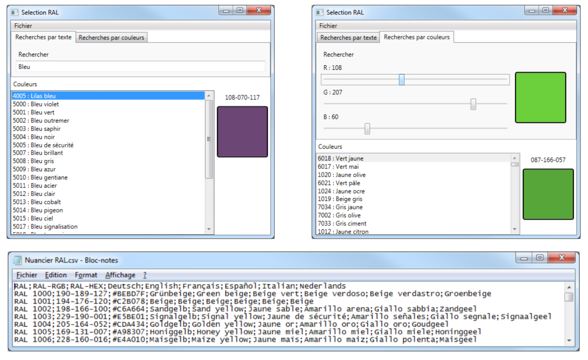 Selection RAL
Fichier
Recherches par texte
Recherches par couleurs
Rechercher
Bleu
Couleurs
4005 : Lilas bleu
5000 : Bleu violet
5001 : Bleu vert
5002 : Bleu outremer
5003 : Bleu saphir
5004 : Bleu noir
5005 : Bleu de sécurité
5007 : Bleu brillant
5008 : Bleu gris
5009 : Bleu azur
5010 : Bleu gentiane
5011 : Bleu acier
5012 : Bleu clair
5013 : Bleu cobalt
5014 : Bleu pigeon
5015 : Bleu ciel
5017 : Bleu signalisation
108-070-117
Selection RAL
Fichier
Recherches par texte
Recherches par couleurs
Rechercher
R : 108
G : 207
B : 60
Couleurs
6018 : Vert jaune
6017 : Vert mai
1020 : Jaune olive
6021 : Vert pâle
1024 : Jaune ocre
1019 : Beige gris
7034 : Gris jaune
7002 : Gris olive
7033 : Gris ciment
1012 : Jaune citron
087-166-057
Nuancier RAL.csv - Bloc-notes
Fichier Edition Format Affichage ?
RAL;RAL-RGB;RAL-HEX;Deutsch;English;Français;Español;Italian;Nederlands
RAL 1000;190-189-127;#BEBD7F;Grünbeige;Green beige;Beige vert;Beige verdoso;Beige verdastro;Groenbeige
RAL 1001;194-176-120;#C2B078;Beige;Beige;Beige;Beige;Beige;Beige
RAL 1002;198-166-100;#C6A664;Sandgelb;Sand yellow;Jaune sable;Amarillo arena;Giallo sabbia;Zandgeel
RAL 1003;229-190-001;#E5BE01;Signalgelb;Signal yellow;Jaune de sécurité;Amarillo señales;Giallo segnale;Signaalgeel
RAL 1004;205-164-052;#CDA434;Goldgelb;Golden yellow;Jaune or;Amarillo oro;Giallo oro;Goudgeel
RAL 1005;169-131-007;#A98307;Honiggelb;Honey yellow;Jaune miel;Amarillo miel;Giallo miele;Honinggeel
RAL 1006;228-160-016;#E4A010;Maisgelb;Maize yellow;Jaune maïs;Amarillo maiz;Giallo polenta;Maisgeel